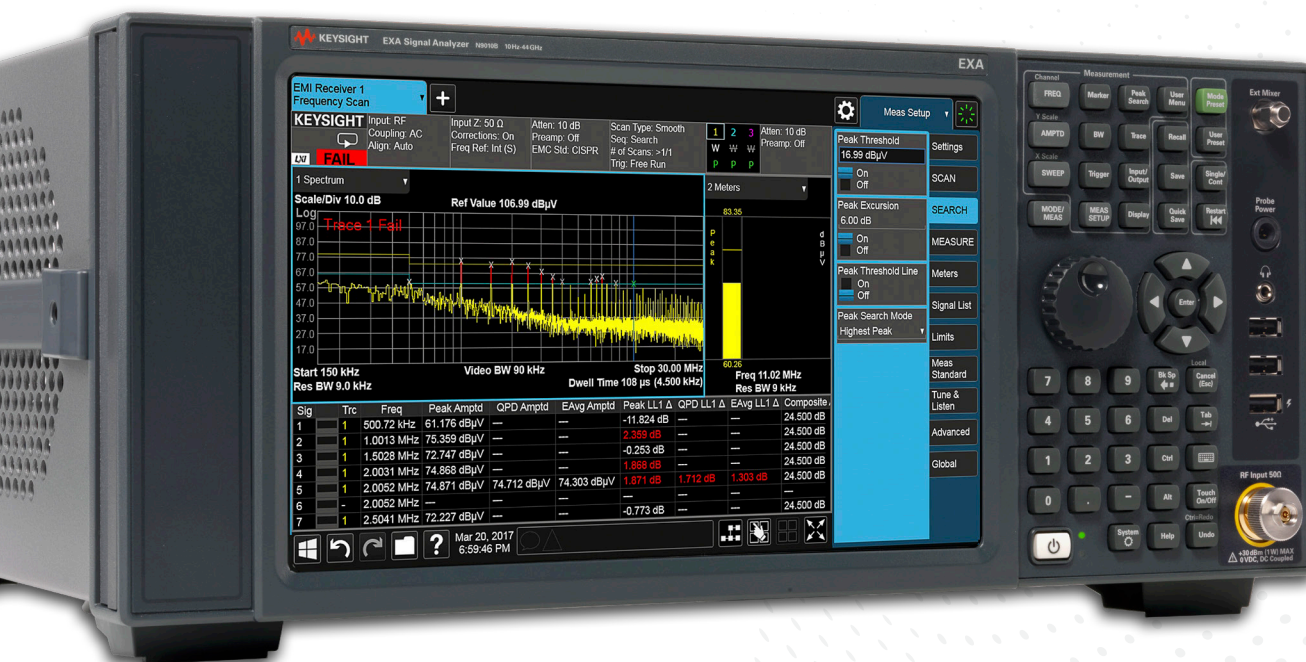 KEYSIGHT EXA Signal Analyzer N9010B 10Hz-44GHz
EXA
EMI Receiver 1
Frequency Scan
+
KEYSIGHT
Input: RF
Coupling: AC
Align: Auto
Input Z: 50 Ω
Corrections: On
Freq Ref: Int (S)
Atten: 10 dB
Preamp: Off
EMC Std: CISPR
Scan Type: Smooth
Seq: Search
# of Scans: >1/1
Trig: Free Run
1 2 3
W W W
P P P
Atten: 10 dB
Preamp: Off
LXI FAIL
1 Spectrum
Scale/Div 10.0 dB
Ref Value 106.99 dBµV
Log
Trace 1 Fail
97.0
87.0
77.0
67.0
57.0
47.0
37.0
27.0
17.0
Start 150 kHz
Video BW 90 kHz
Stop 30.00 MHz
Res BW 9.0 kHz
Dwell Time 108 µs (4.500 kHz)
2 Meters
83.35
Peak
dBµV
60.26
Freq 11.02 MHz
Res BW 9 kHz
Sig Trc Freq Peak Amptd QPD Amptd EAvg Amptd Peak LL1 Δ QPD LL1 Δ EAvg LL1 Δ Composite
1 1 500.72 kHz 61.176 dBµV --- --- -11.824 dB --- --- 24.500 dB
2 1 1.0013 MHz 75.359 dBµV --- --- 2.359 dB --- --- 24.500 dB
3 1 1.5028 MHz 72.747 dBµV --- --- -0.253 dB --- --- 24.500 dB
4 1 2.0031 MHz 74.868 dBµV --- --- 1.868 dB --- --- 24.500 dB
5 1 2.0052 MHz 74.871 dBµV 74.712 dBµV 74.303 dBµV 1.871 dB 1.712 dB 1.303 dB 24.500 dB
6 - 2.0052 MHz --- --- --- --- --- --- ---
7 1 2.5041 MHz 72.227 dBµV --- --- -0.773 dB --- --- 24.500 dB
?
Mar 20, 2017
6:59:46 PM
Meas Setup
Peak Threshold
16.99 dBµV
On
Off
Peak Excursion
6.00 dB
On
Off
Peak Threshold Line
On
Off
Peak Search Mode
Highest Peak
Settings
SCAN
SEARCH
MEASURE
Meters
Signal List
Limits
Meas
Standard
Tune &
Listen
Advanced
Global
Channel
Measurement
FREQ
Marker
Peak
Search
User
Menu
Mode
Preset
Y Scale
AMPTD
BW
Trace
Recall
User
Preset
X Scale
SWEEP
Trigger
Input/
Output
Save
Single/
Cont
MODE/
MEAS
MEAS
SETUP
Display
Quick
Save
Restart
Enter
Local
7
8
9
Bk Sp
Cancel
(Esc)
4
5
6
Del
Tab
1
2
3
Ctrl
0
.
-
Alt
Touch
On/Off
Ctrl+Redo
System
Help
Undo
Ext Mixer
Probe
Power
RF Input 50Ω
+30 dBm (1W) MAX
0 VDC, DC Coupled